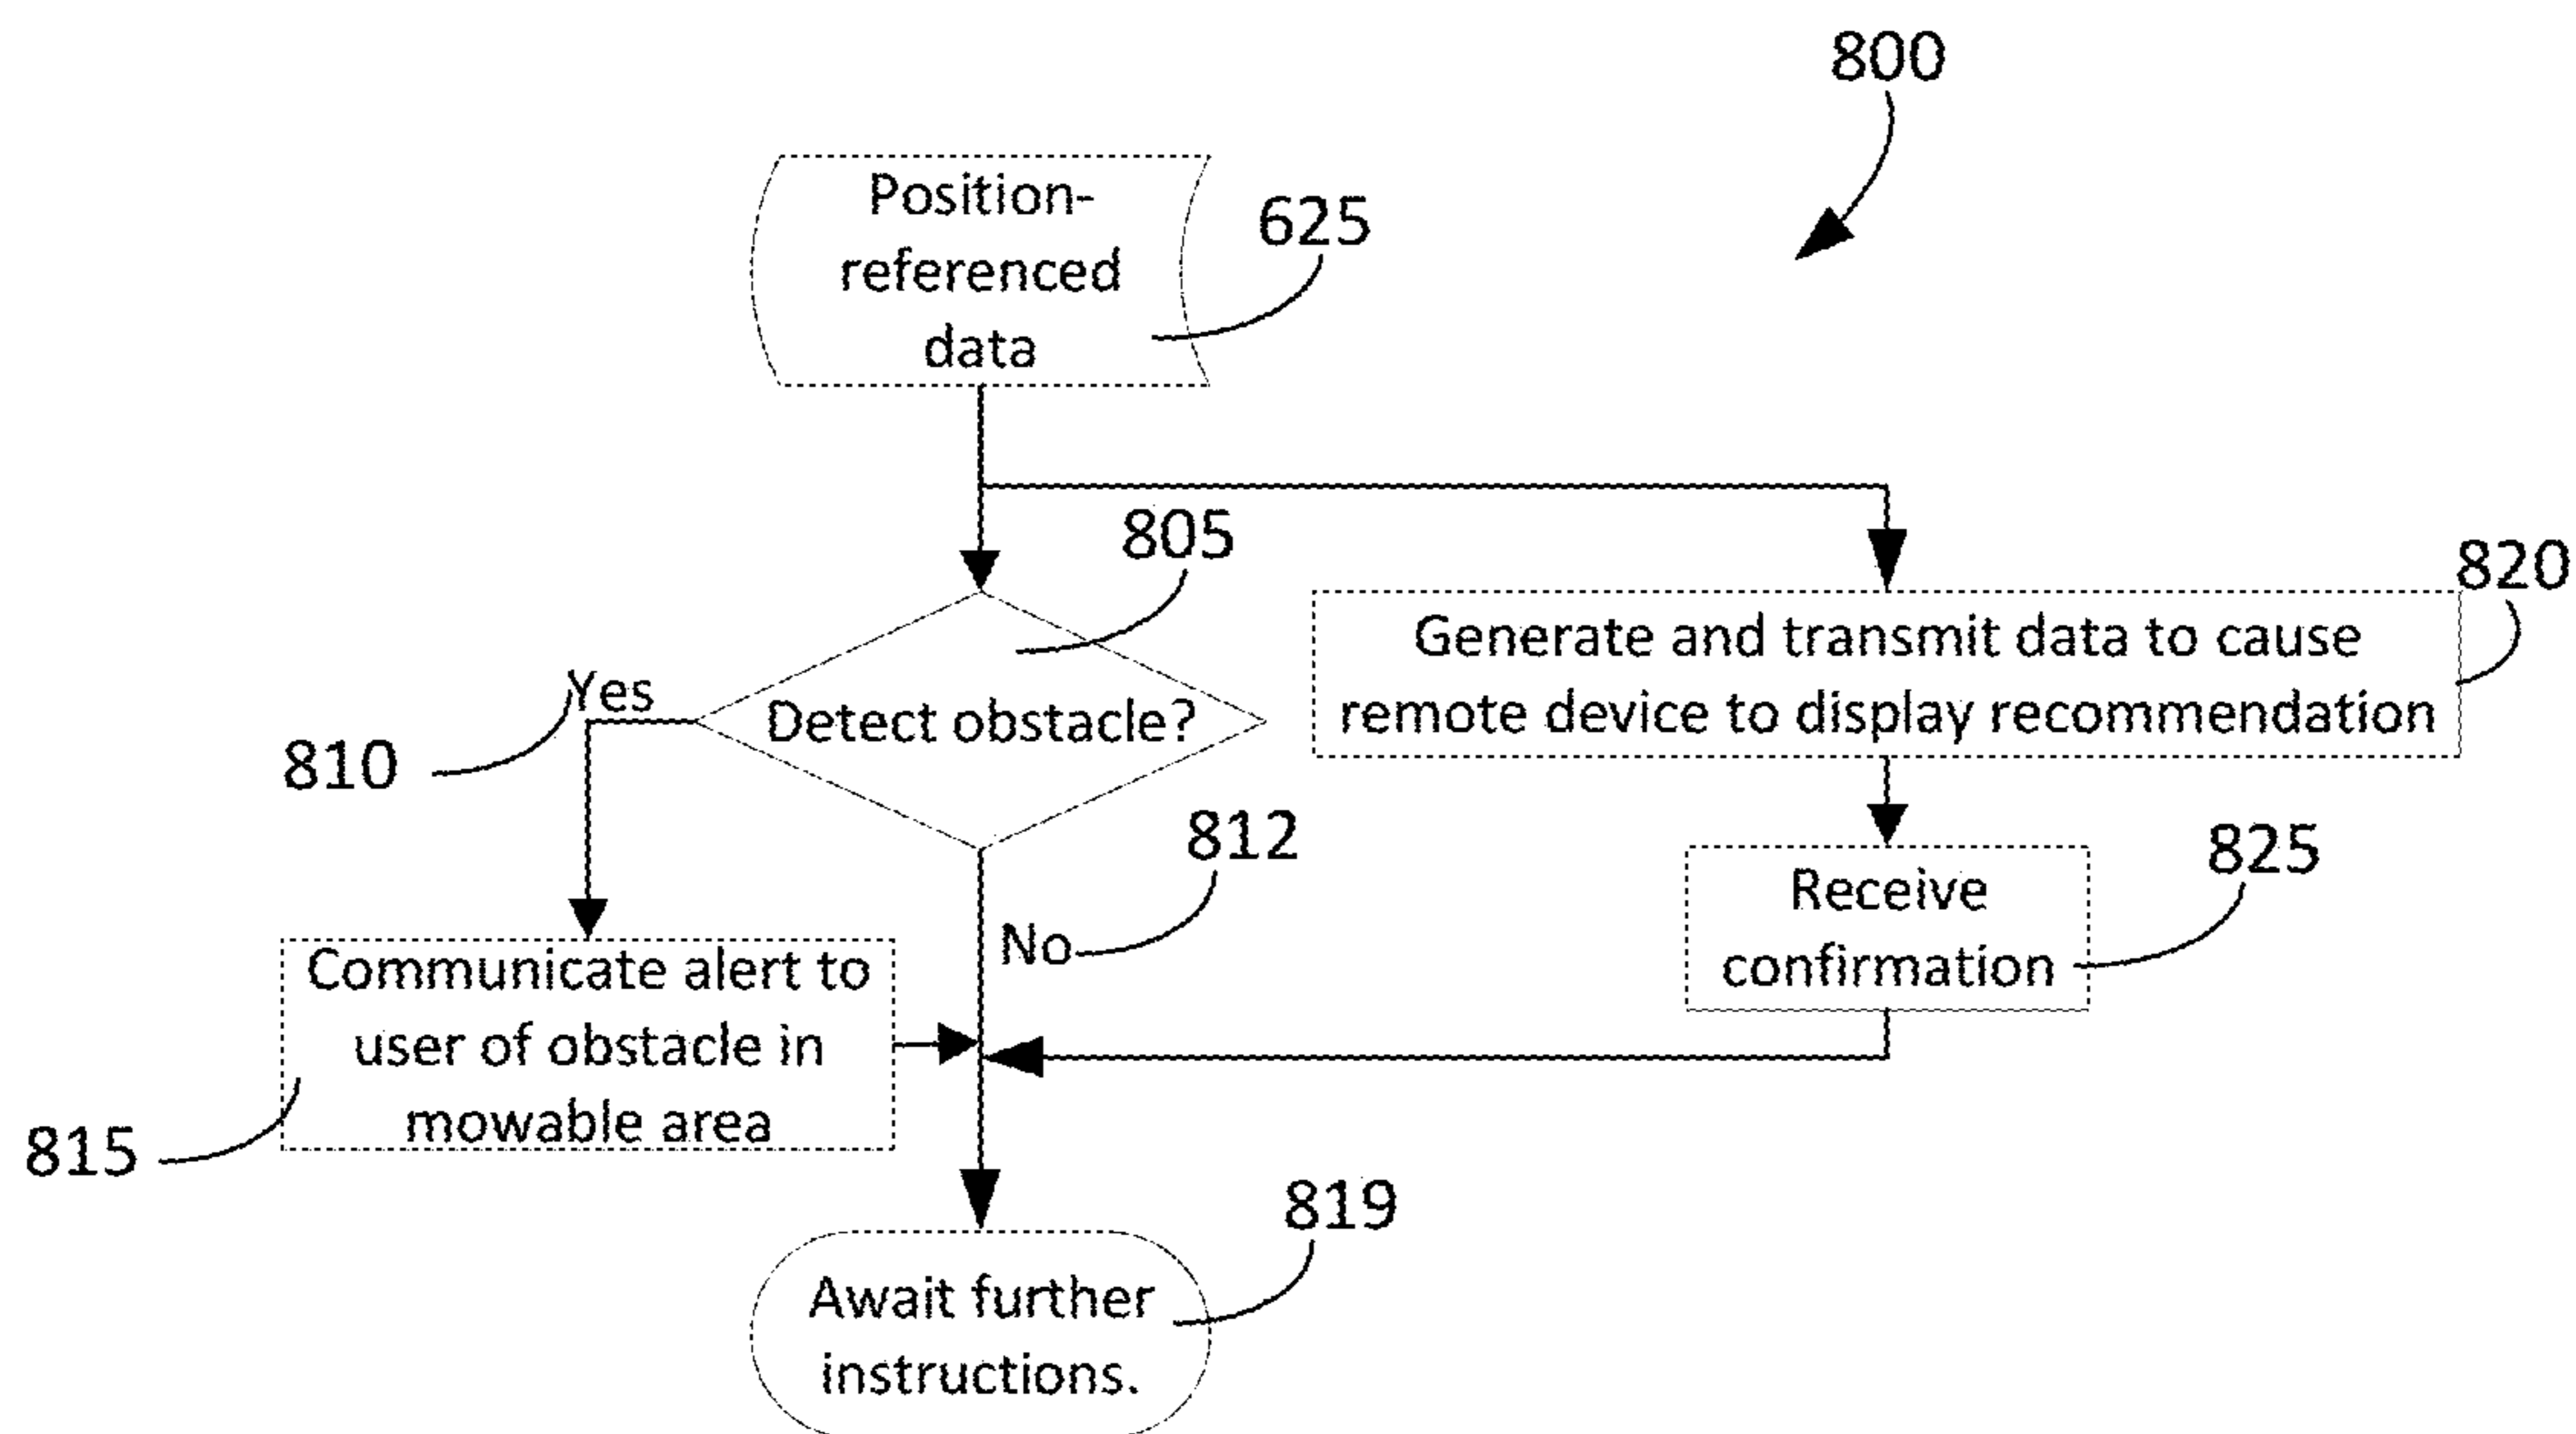 800
Position-
referenced
data
625
805
820
Generate and transmit data to cause
remote device to display recommendation
Yes
Detect obstacle?
810
812
825
Receive
confirmation
No
Communicate alert to
user of obstacle in
mowable area
815
819
Await further
instructions.